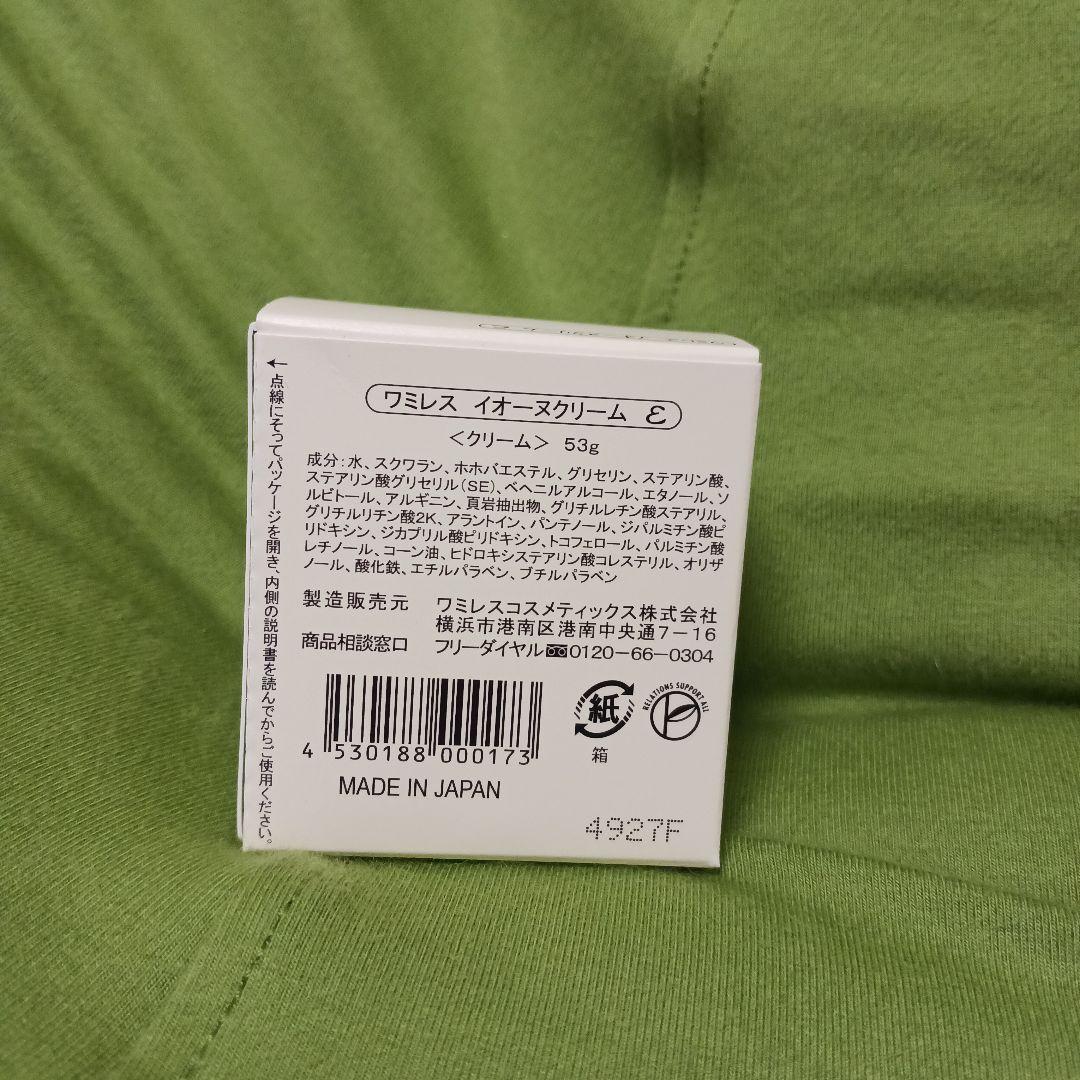 ←点線にそってパッケージを開き、内側の説明書を読んでからご使用ください。
ワミレス イオーヌクリーム ε
＜クリーム＞ 53g
成分：水、スクワラン、ホホバエステル、グリセリン、ステアリン酸、
ステアリン酸グリセリル（SE）、ベヘニルアルコール、エタノール、ソ
ルビトール、アルギニン、頁岩抽出物、グリチルレチン酸ステアリル、
グリチルリチン酸2K、アラントイン、パンテノール、ジパルミチン酸ピ
リドキシン、ジカプリル酸ピリドキシン、トコフェロール、パルミチン酸
レチノール、コーン油、ヒドロキシステアリン酸コレステリル、オリザ
ノール、酸化鉄、エチルパラベン、ブチルパラベン
製造販売元 ワミレスコスメティックス株式会社
横浜市港南区港南中央通7－16
商品相談窓口 フリーダイヤル0120－66－0304
4 530188 000173
紙
箱
RELATIONS SUPPORT ALL
MADE IN JAPAN
4927F